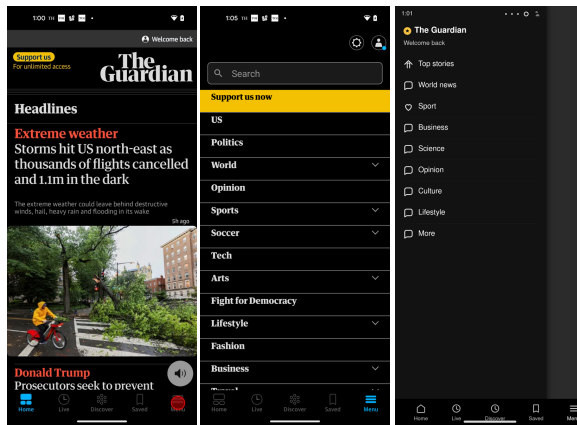 1:00
Welcome back
Support us
For unlimited access
The
Guardian
Headlines
Extreme weather
Storms hit US north-east as
thousands of flights cancelled
and 1.1m in the dark
The extreme weather could leave behind destructive
winds, hail, heavy rain and flooding in its wake
5h ago
Donald Trump
Prosecutors seek to prevent
Home
Live
Discover
Saved
Menu
1:05
Search
Support us now
US
Politics
World
Opinion
Sports
Soccer
Tech
Arts
Fight for Democracy
Lifestyle
Fashion
Business
Travel
Home
Live
Discover
Saved
Menu
1:01
The Guardian
Welcome back
Top stories
World news
Sport
Business
Science
Opinion
Culture
Lifestyle
More
Home
Live
Discover
Saved